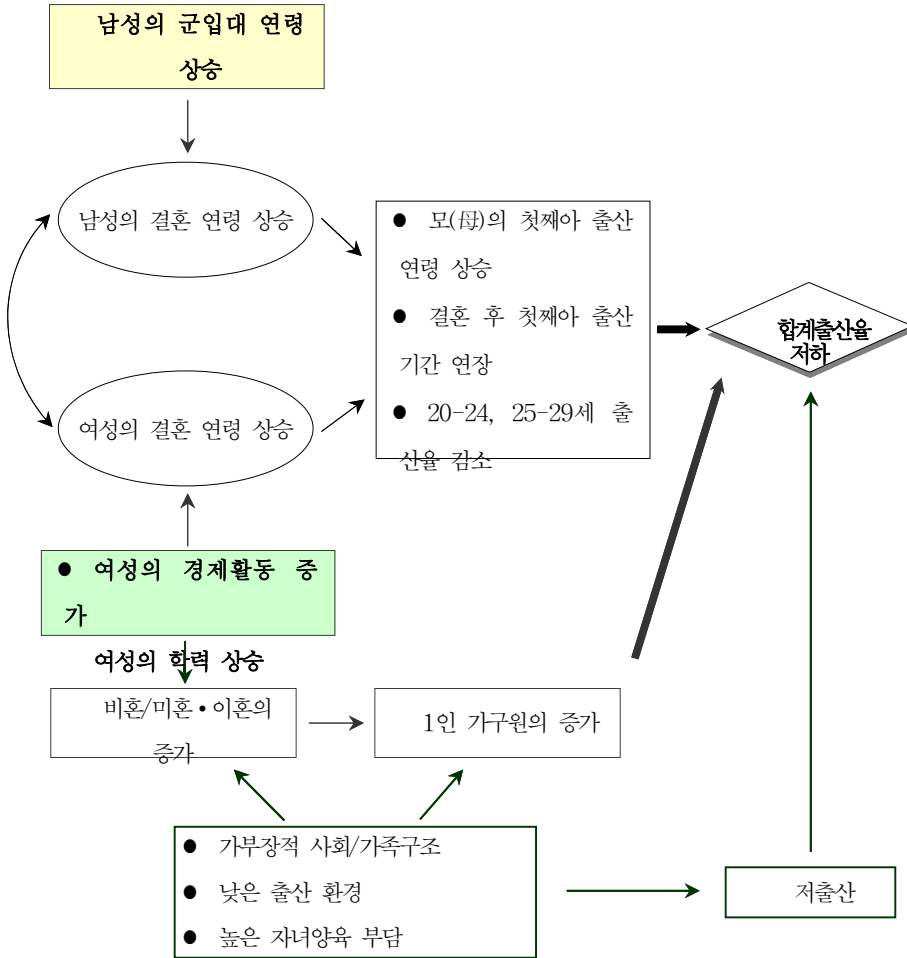 남성의 군입대 연령
상승
남성의 결혼 연령 상승
● 모(母)의 첫째아 출산
연령 상승
● 결혼 후 첫째아 출산
기간 연장
● 20-24, 25-29세 출
산율 감소
합계출산율
저하
여성의 결혼 연령 상승
● 여성의 경제활동 증
가
여성의 학력 상승
비혼/미혼•이혼의
증가
1인 가구원의 증가
● 가부장적 사회/가족구조
● 낮은 출산 환경
● 높은 자녀양육 부담
저출산